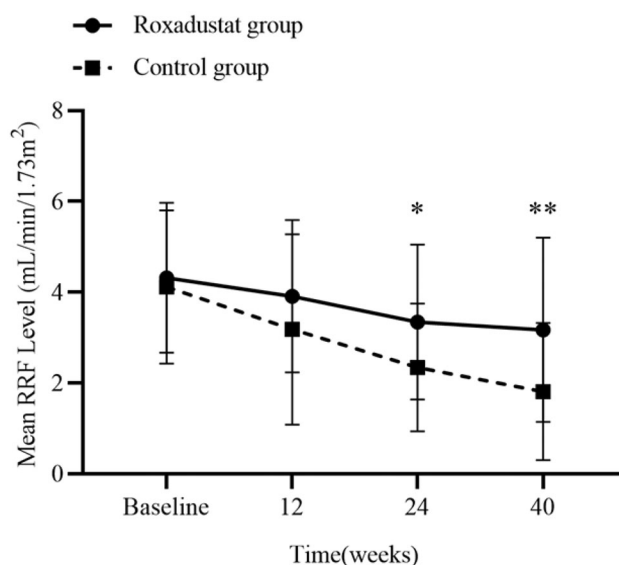 Roxadustat group
Control group
Mean RRF Level (mL/min/1.73m²)
8
6
4
2
0
*
**
Baseline
12
24
40
Time(weeks)